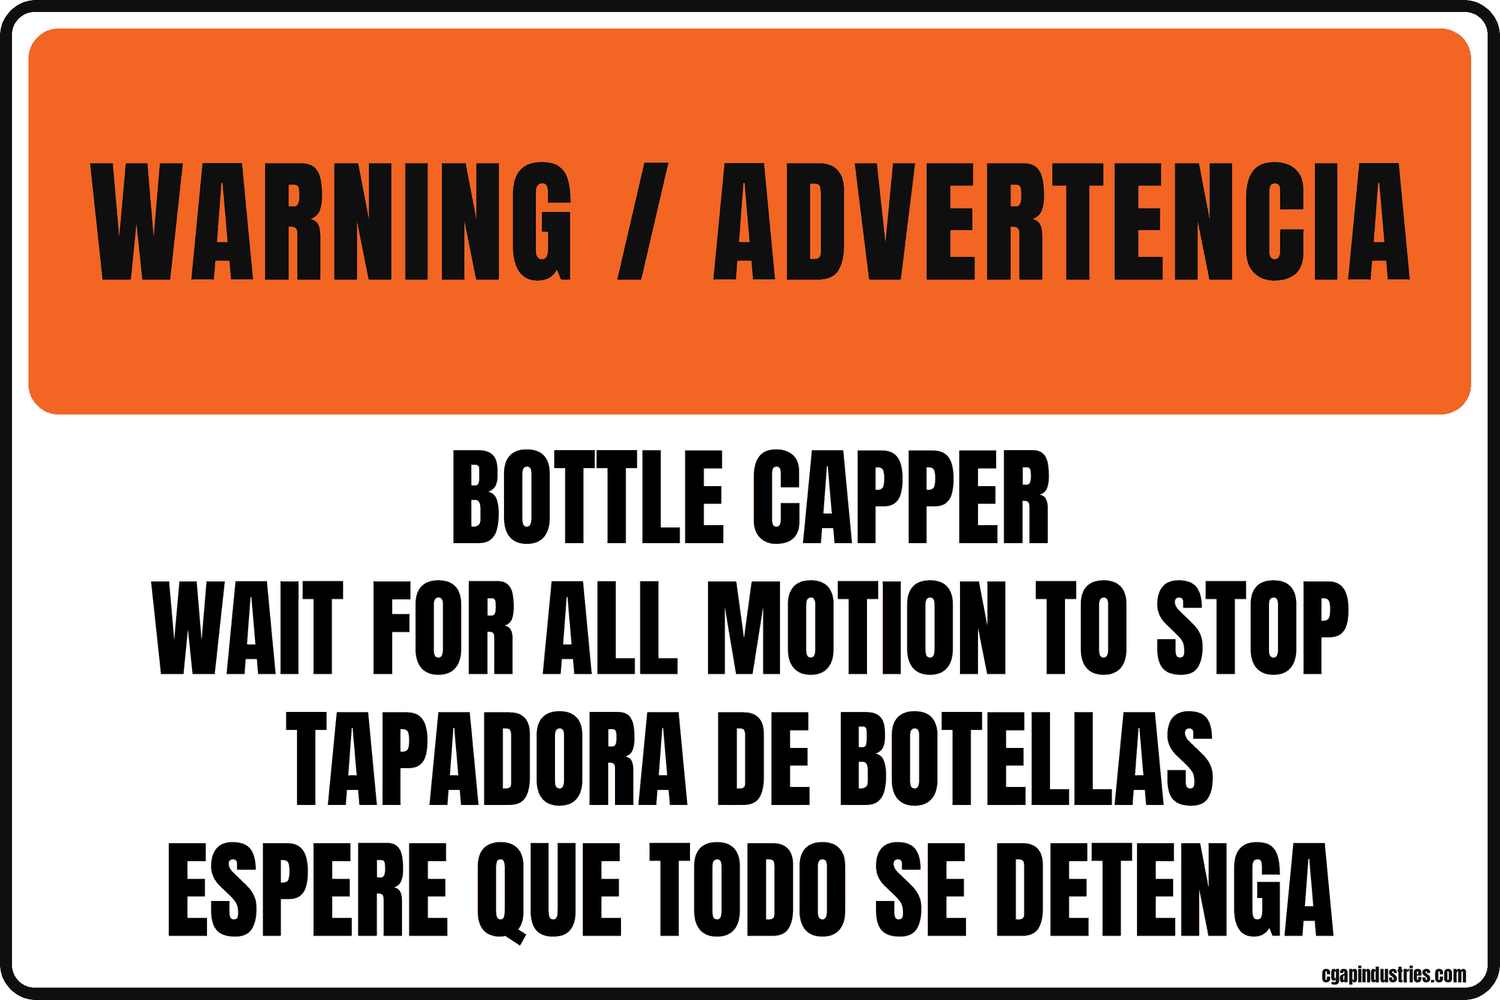 WARNING / ADVERTENCIA
BOTTLE CAPPER
WAIT FOR ALL MOTION TO STOP
TAPADORA DE BOTELLAS
ESPERE QUE TODO SE DETENGA
cgapindustries.com